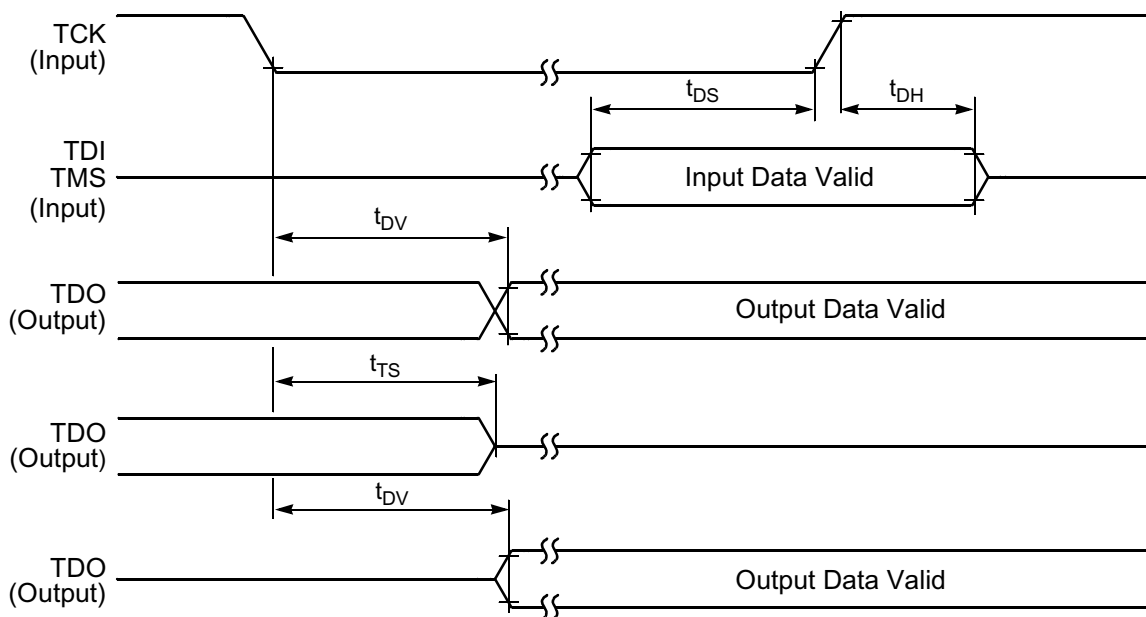 TCK
(Input)
tDS
tDH
TDI
TMS
(Input)
Input Data Valid
tDV
TDO
(Output)
Output Data Valid
tTS
TDO
(Output)
tDV
TDO
(Output)
Output Data Valid